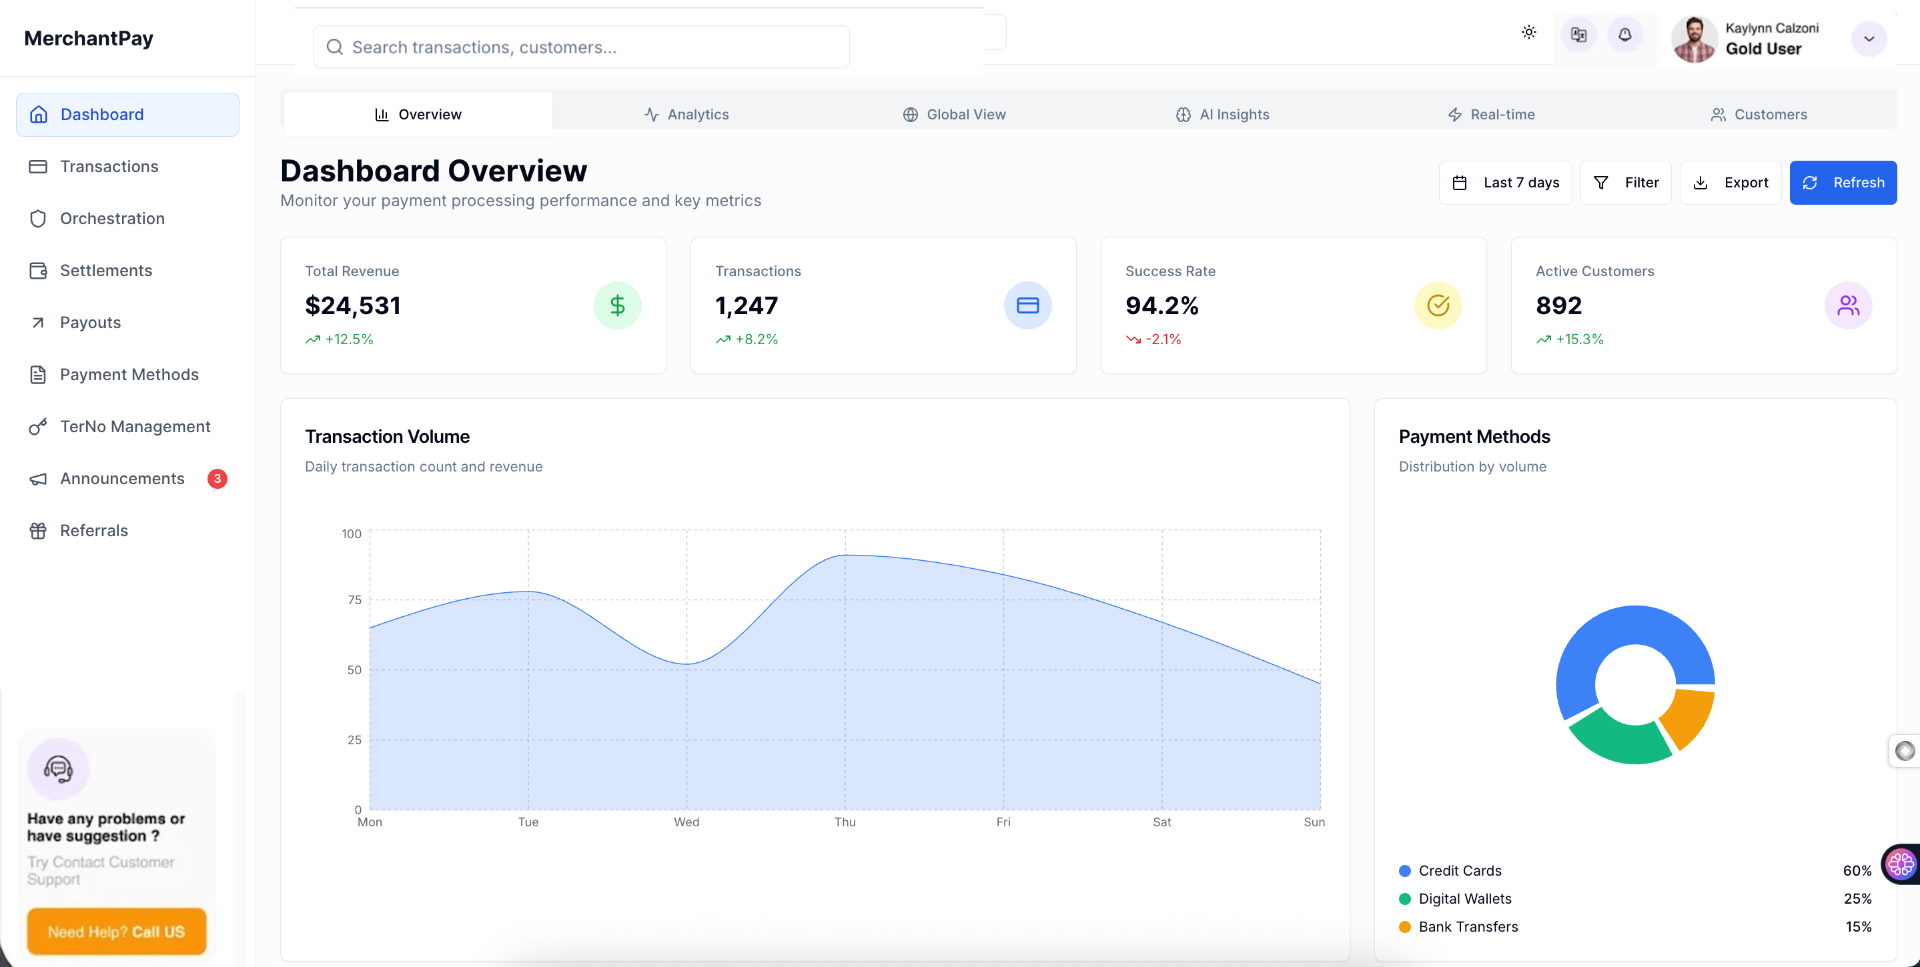 MerchantPay
Search transactions, customers...
Kaylynn Calzoni
Gold User
Dashboard
Transactions
Orchestration
Settlements
Payouts
Payment Methods
TerNo Management
Announcements 3
Referrals
Have any problems or
have suggestion ?
Try Contact Customer
Support
Need Help? Call US
Overview
Analytics
Global View
AI Insights
Real-time
Customers
Dashboard Overview
Monitor your payment processing performance and key metrics
Last 7 days
Filter
Export
Refresh
Total Revenue
$24,531
+12.5%
Transactions
1,247
+8.2%
Success Rate
94.2%
-2.1%
Active Customers
892
+15.3%
Transaction Volume
Daily transaction count and revenue
100
75
50
25
0
Mon Tue Wed Thu Fri Sat Sun
Payment Methods
Distribution by volume
Credit Cards 60%
Digital Wallets 25%
Bank Transfers 15%